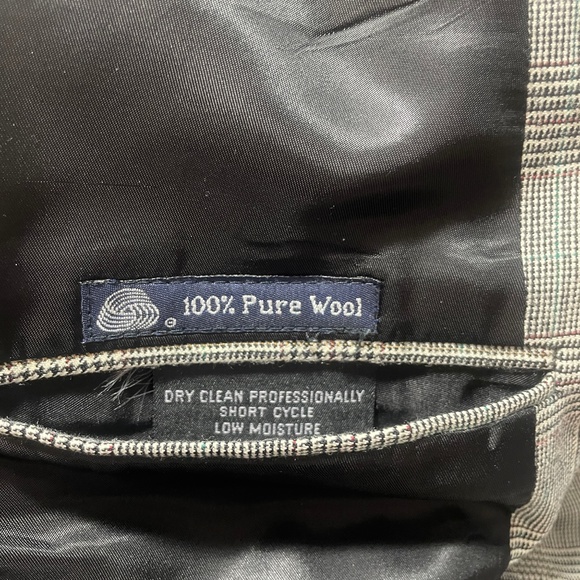 100% Pure Wool
DRY CLEAN PROFESSIONALLY
SHORT CYCLE
LOW MOISTURE